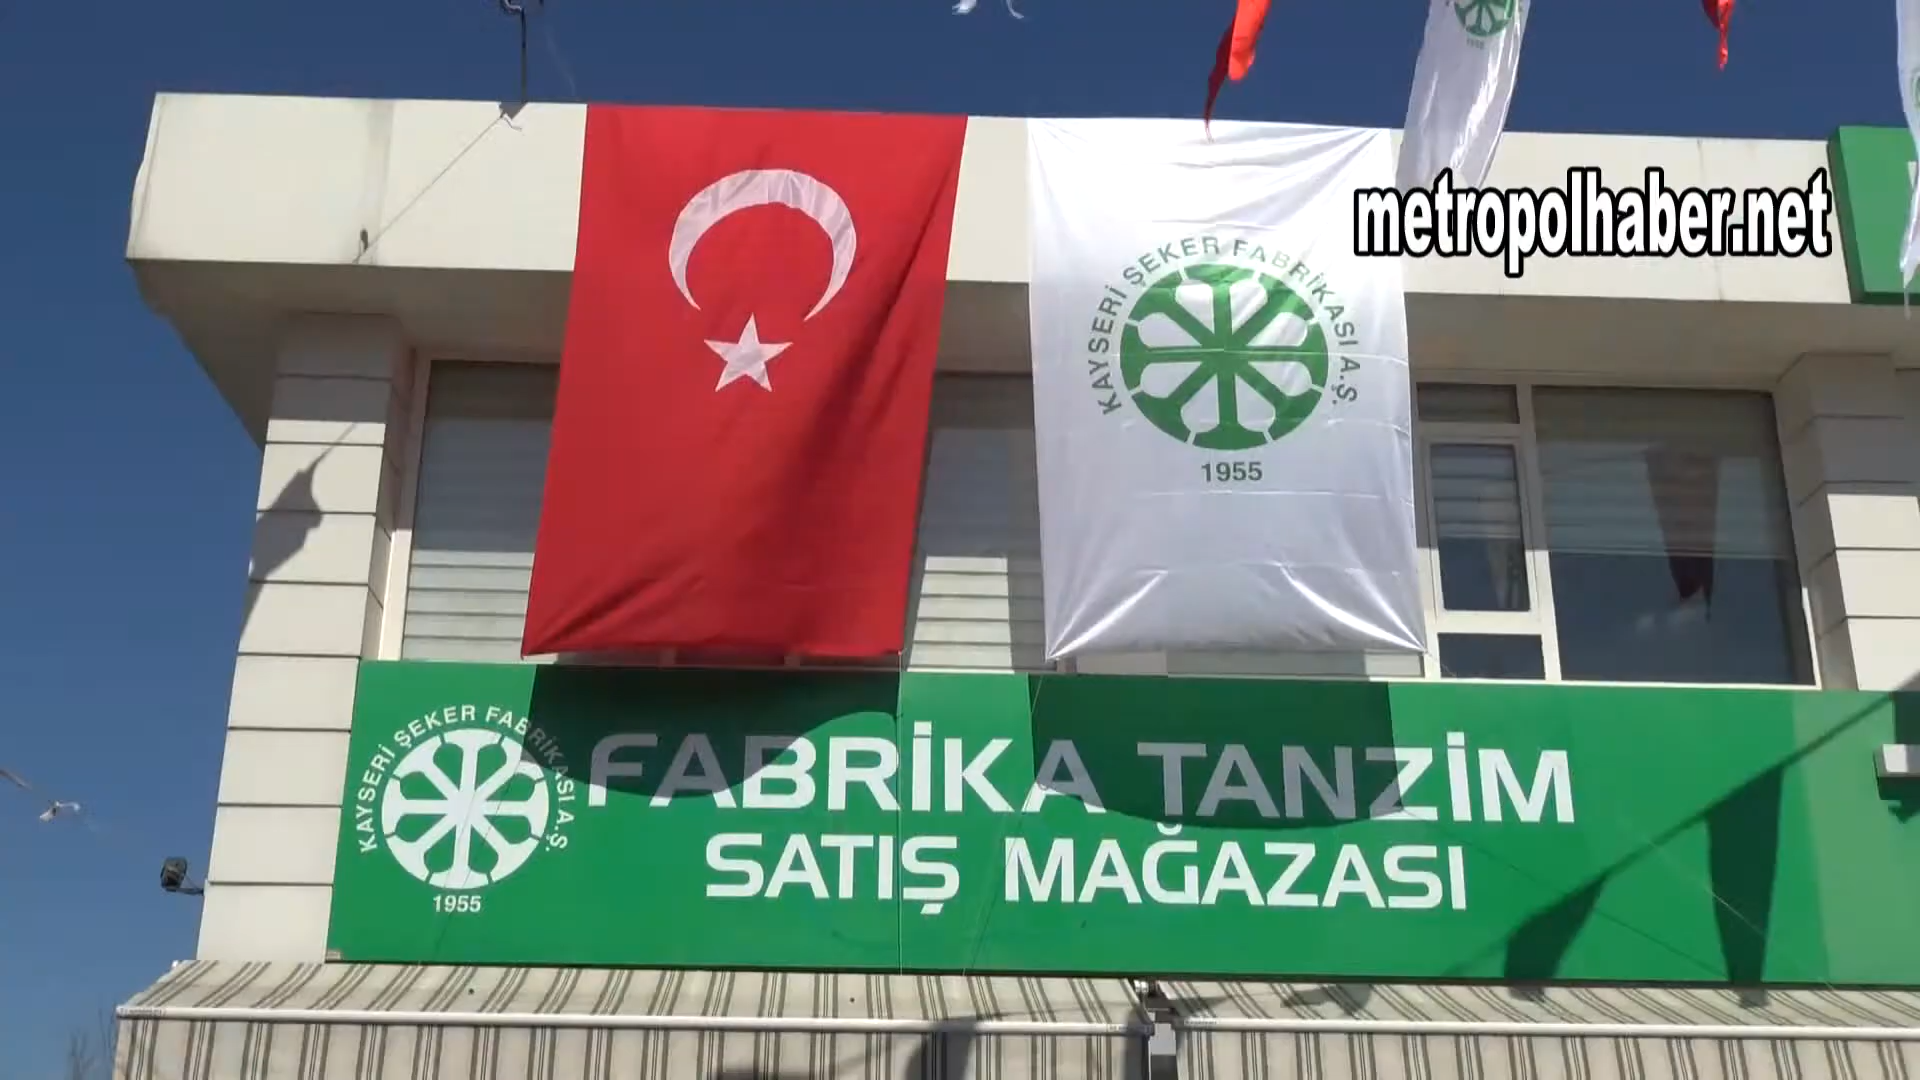 metropolhaber.net
KAYSERİ ŞEKER FABRİKASI A.Ş.
1955
KAYSERİ ŞEKER FABRİKASI A.Ş.
1955
FABRİKA TANZİM
SATIŞ MAĞAZASI